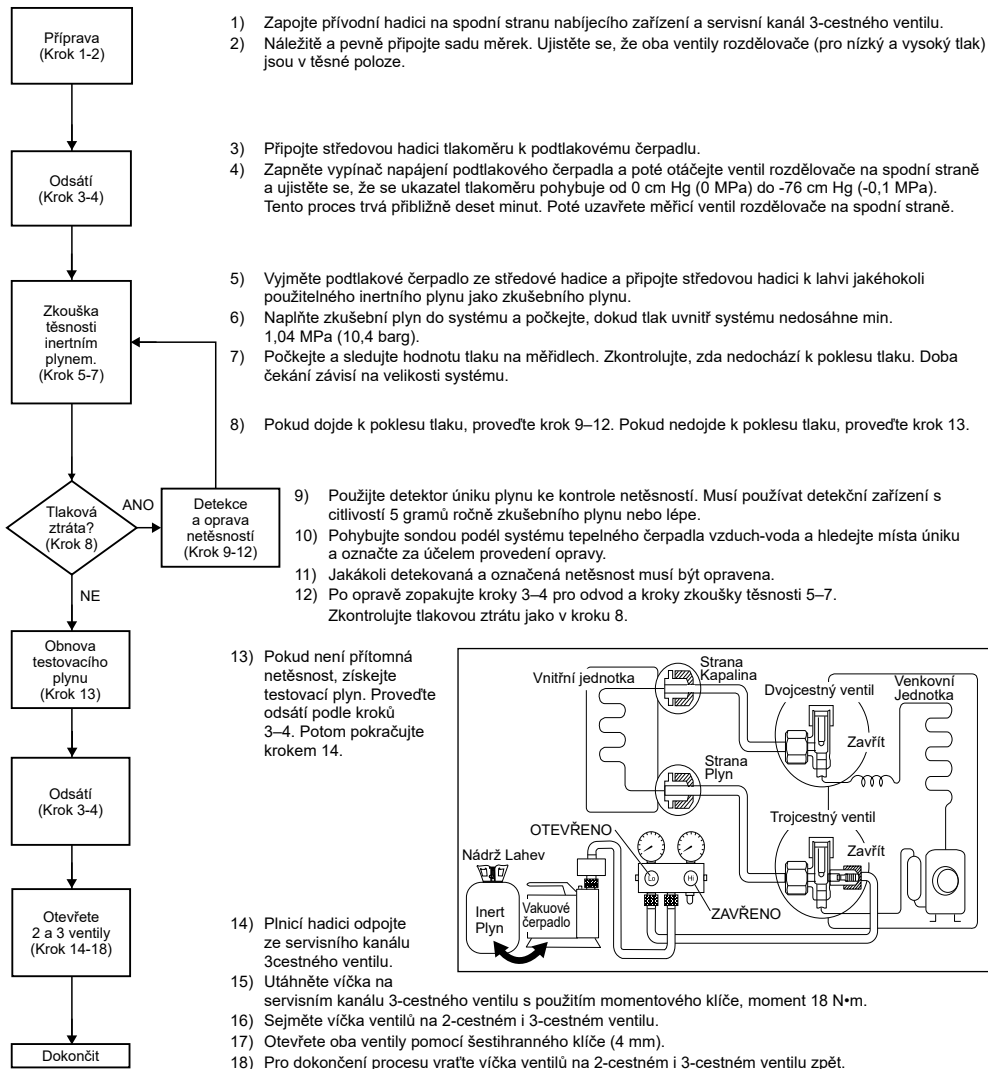 Příprava
(Krok 1-2)
1) Zapojte přívodní hadici na spodní stranu nabíjecího zařízení a servisní kanál 3-cestného ventilu.
2) Náležitě a pevně připojte sadu měrek. Ujistěte se, že oba ventily rozdělovače (pro nízký a vysoký tlak)
jsou v těsné poloze.
Odsátí
(Krok 3-4)
3) Připojte středovou hadici tlakoměru k podtlakovému čerpadlu.
4) Zapněte vypínač napájení podtlakového čerpadla a poté otáčejte ventil rozdělovače na spodní straně
a ujistěte se, že se ukazatel tlakoměru pohybuje od 0 cm Hg (0 MPa) do -76 cm Hg (-0,1 MPa).
Tento proces trvá přibližně deset minut. Poté uzavřete měřicí ventil rozdělovače na spodní straně.
Zkouška
těsnosti
inertním
plynem.
(Krok 5-7)
5) Vyjměte podtlakové čerpadlo ze středové hadice a připojte středovou hadici k lahvi jakéhokoli
použitelného inertního plynu jako zkušebního plynu.
6) Naplňte zkušební plyn do systému a počkejte, dokud tlak uvnitř systému nedosáhne min.
1,04 MPa (10,4 barg).
7) Počkejte a sledujte hodnotu tlaku na měřidlech. Zkontrolujte, zda nedochází k poklesu tlaku. Doba
čekání závisí na velikosti systému.
8) Pokud dojde k poklesu tlaku, proveďte krok 9–12. Pokud nedojde k poklesu tlaku, proveďte krok 13.
Tlaková
ztráta?
(Krok 8)
ANO
NE
Detekce
a oprava
netěsností
(Krok 9-12)
9) Použijte detektor úniku plynu ke kontrole netěsností. Musí používat detekční zařízení s
citlivostí 5 gramů ročně zkušebního plynu nebo lépe.
10) Pohybujte sondou podél systému tepelného čerpadla vzduch-voda a hledejte místa úniku
a označte za účelem provedení opravy.
11) Jakákoli detekovaná a označená netěsnost musí být opravena.
12) Po opravě zopakujte kroky 3–4 pro odvod a kroky zkoušky těsnosti 5–7.
Zkontrolujte tlakovou ztrátu jako v kroku 8.
Obnova
testovacího
plynu
(Krok 13)
13) Pokud není přítomná
netěsnost, získejte
testovací plyn. Proveďte
odsátí podle kroků
3–4. Potom pokračujte
krokem 14.
Odsátí
(Krok 3-4)
Vnitřní jednotka
Strana
Kapalina
Dvojcestný ventil
Venkovní
Jednotka
Zavřít
Strana
Plyn
Trojcestný ventil
Zavřít
OTEVŘENO
Nádrž Lahev
Lo
Hi
ZAVŘENO
Inert
Plyn
Vakuové
čerpadlo
Otevřete
2 a 3 ventily
(Krok 14-18)
14) Plnicí hadici odpojte
ze servisního kanálu
3cestného ventilu.
15) Utáhněte víčka na
servisním kanálu 3-cestného ventilu s použitím momentového klíče, moment 18 N•m.
16) Sejměte víčka ventilů na 2-cestném i 3-cestném ventilu.
17) Otevřete oba ventily pomocí šestihranného klíče (4 mm).
18) Pro dokončení procesu vraťte víčka ventilů na 2-cestném i 3-cestném ventilu zpět.
Dokončit